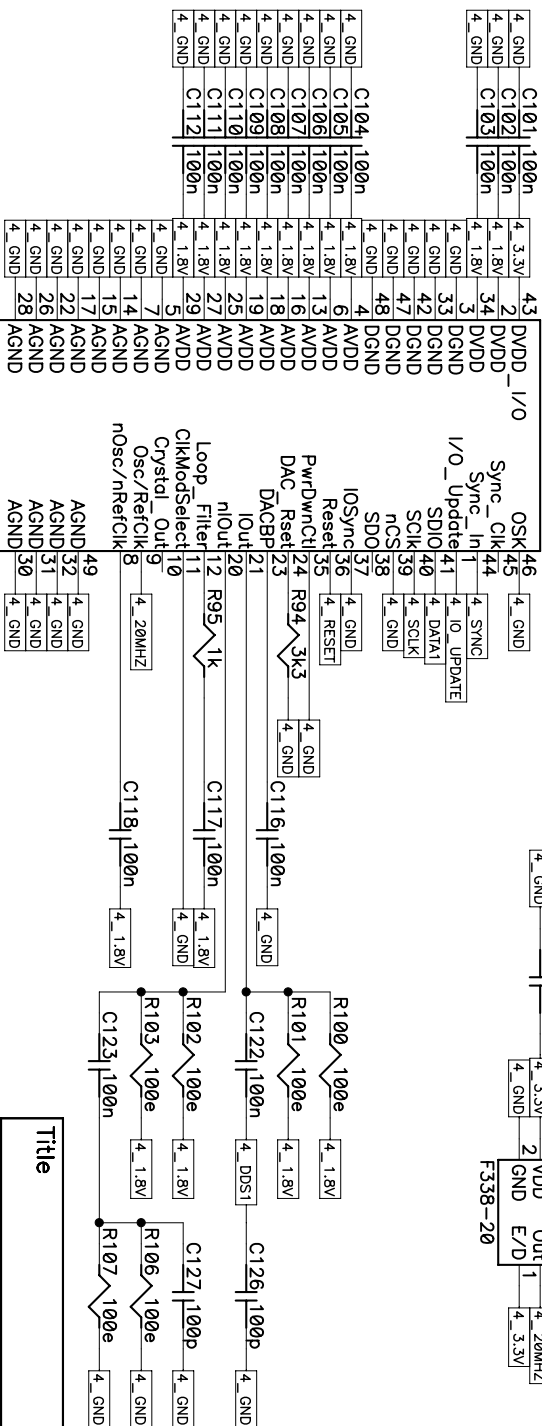 4_GND
4_3.3V
4_GND
2 VDD Out
GND E/D 1
4_20MHZ
4_3.3V
F338-20
4_GND C101 100n 4_3.3V 43 DVDD_I/O OSK 46 4_GND
4_GND C102 100n 4_1.8V 2 DVDD Sync_Clk 45
4_GND C103 100n 4_1.8V 34 DVDD Sync_In 44 4_SYNC
4_GND 3 DGND I/O_Update 1 4_IO_UPDATE
4_GND 33 DGND SDIO 41 4_DATA1
4_GND 42 DGND SClk 40 4_SCLK
4_GND 47 DGND nCS 39 4_GND
4_GND 48 DGND SDO 38
4_GND C104 100n 4_1.8V 4 AVDD IOSync 37 4_GND
4_GND C105 100n 4_1.8V 6 AVDD Reset 36 4_RESET
4_GND C106 100n 4_1.8V 13 AVDD PwrDwnCtl 35 4_GND
4_GND C107 100n 4_1.8V 16 AVDD DAC_Rset 24 R94 3k3 4_GND
4_GND C108 100n 4_1.8V 18 AVDD DACBP 23 C116 100n 4_GND
4_GND C109 100n 4_1.8V 19 AVDD IOut 21
4_GND C110 100n 4_1.8V 25 AVDD nIOut 20
4_GND C111 100n 4_1.8V 27 AVDD Loop_Filter 12 R95 1k C117 100n 4_1.8V
4_GND C112 100n 4_1.8V 29 AVDD ClkModSelect 11 4_GND
4_GND 5 AGND Crystal_Out 10
4_GND 7 AGND Osc/RefClk 9 4_20MHZ
4_GND 14 AGND nOsc/nRefClk 8 C118 100n 4_1.8V
4_GND 15 AGND
4_GND 17 AGND AGND 49 4_GND
4_GND 22 AGND AGND 32 4_GND
4_GND 26 AGND AGND 31 4_GND
4_GND 28 AGND AGND 30 4_GND
R100 100e 4_1.8V
R101 100e 4_1.8V
C122 100n 4_DDS1 C126 100p 4_GND
R102 100e 4_1.8V C127 100p 4_GND
R103 100e 4_1.8V R106 100e 4_GND
C123 100n R107 100e 4_GND
Title